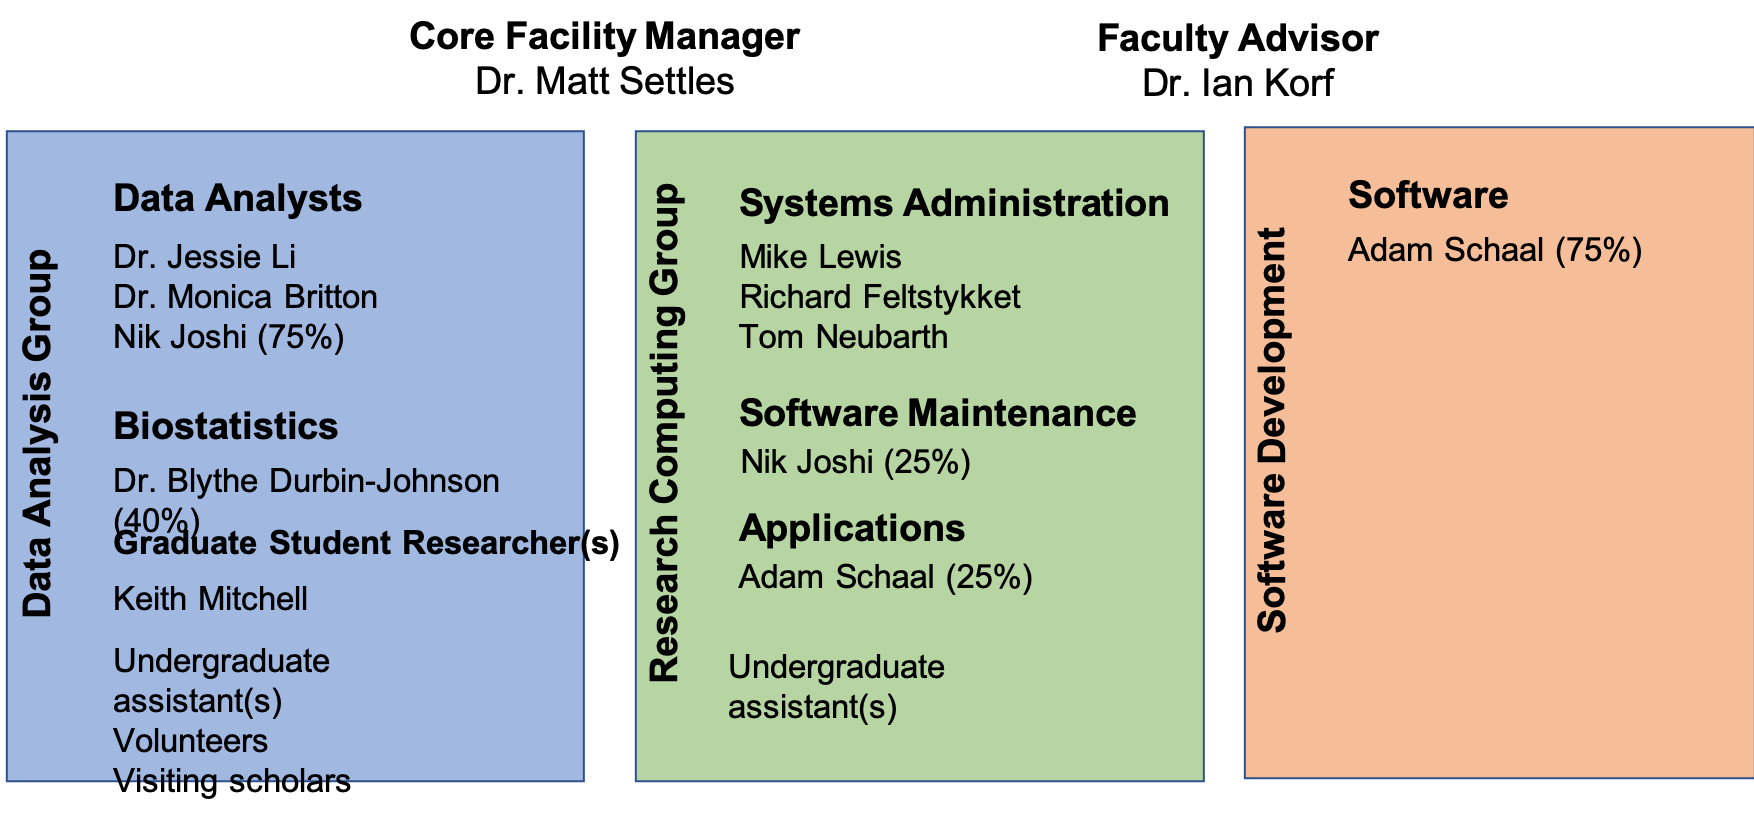 Core Facility Manager
Dr. Matt Settles
Faculty Advisor
Dr. Ian Korf
Data Analysis Group
Data Analysts
Dr. Jessie Li
Dr. Monica Britton
Nik Joshi (75%)
Biostatistics
Dr. Blythe Durbin-Johnson
(40%)
Graduate Student Researcher(s)
Keith Mitchell
Undergraduate
assistant(s)
Volunteers
Visiting scholars
Research Computing Group
Systems Administration
Mike Lewis
Richard Feltstykket
Tom Neubarth
Software Maintenance
Nik Joshi (25%)
Applications
Adam Schaal (25%)
Undergraduate
assistant(s)
Software Development
Software
Adam Schaal (75%)